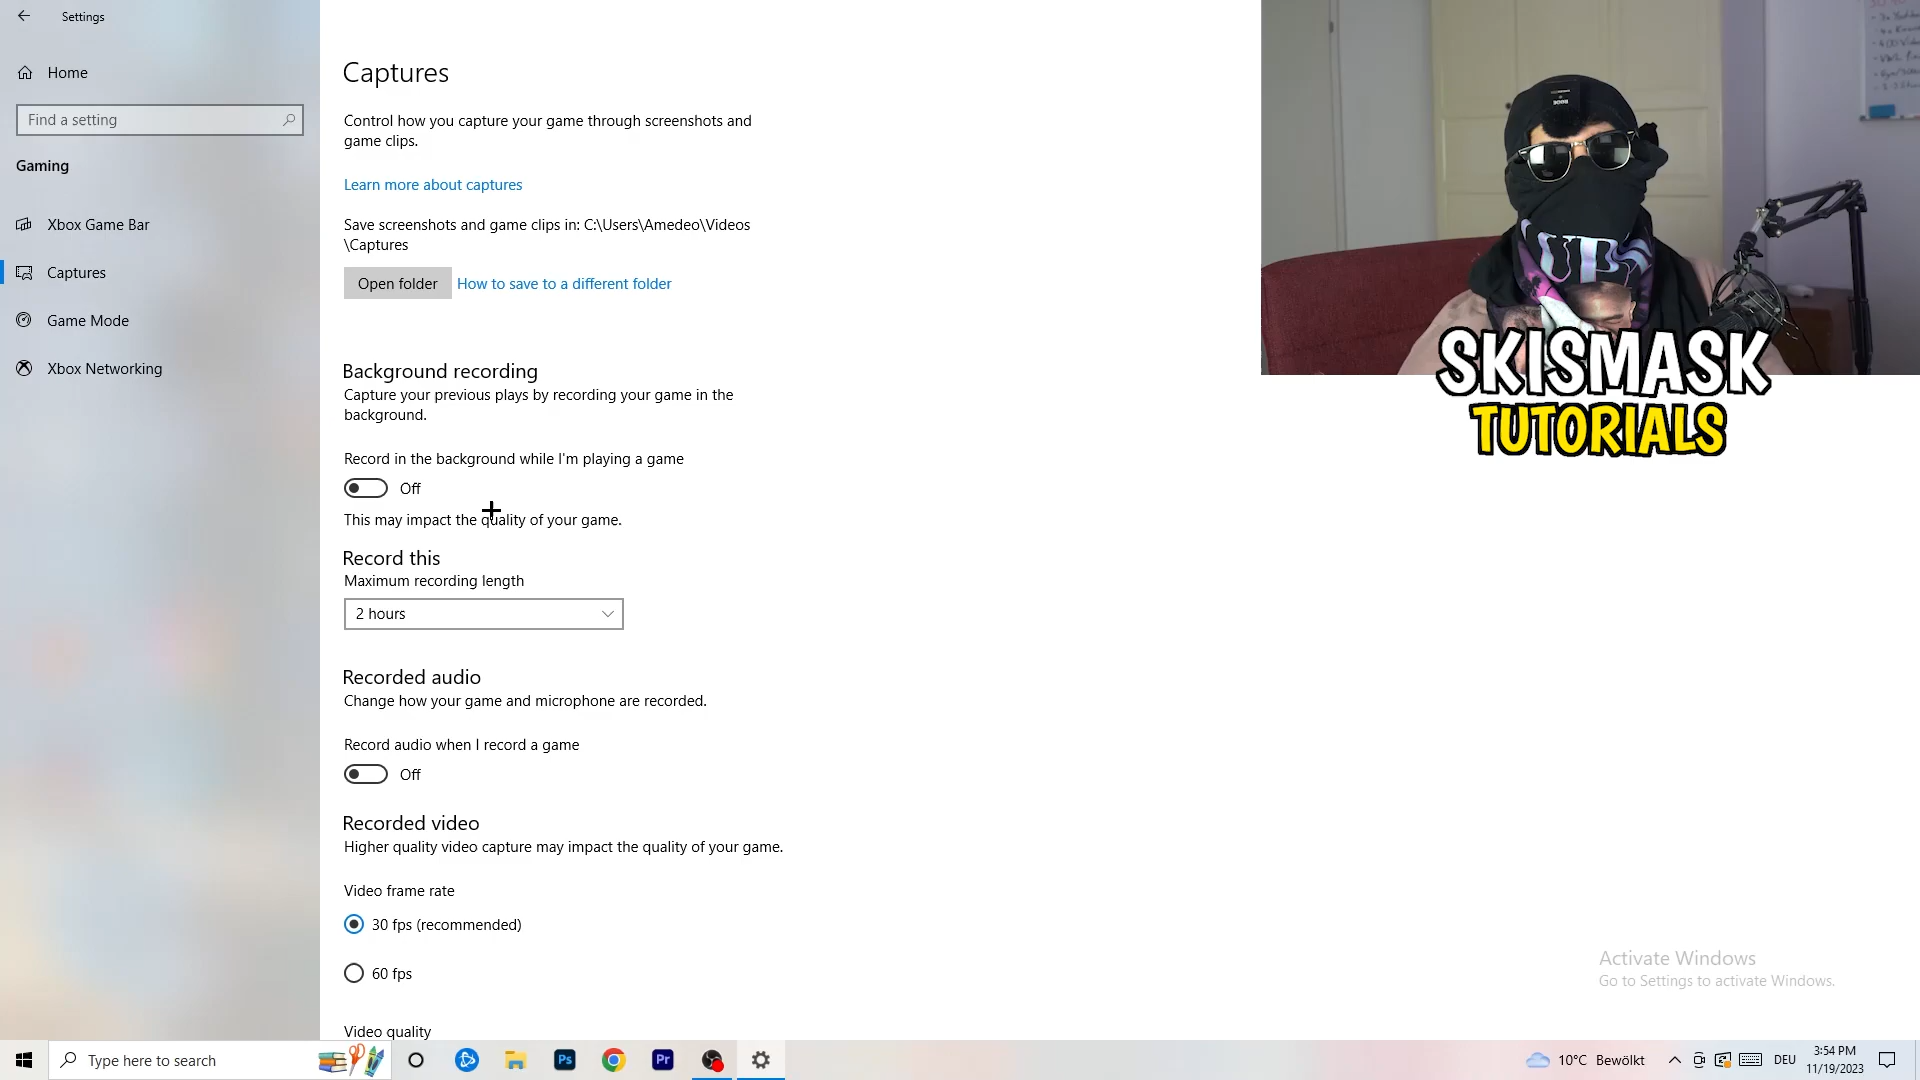 Settings
Home
Find a setting
Gaming
Xbox Game Bar
Captures
Game Mode
Xbox Networking
Captures
Control how you capture your game through screenshots and
game clips.
Learn more about captures
Save screenshots and game clips in: C:\Users\Amedeo\Videos
\Captures
Open folder
How to save to a different folder
Background recording
Capture your previous plays by recording your game in the
background.
Record in the background while I'm playing a game
Off
This may impact the quality of your game.
Record this
Maximum recording length
2 hours
Recorded audio
Change how your game and microphone are recorded.
Record audio when I record a game
Off
Recorded video
Higher quality video capture may impact the quality of your game.
Video frame rate
30 fps (recommended)
60 fps
Video quality
SKISMASK
TUTORIALS
Activate Windows
Go to Settings to activate Windows.
Type here to search
Ps
Pr
10°C Bewölkt
DEU
3:54 PM
11/19/2023